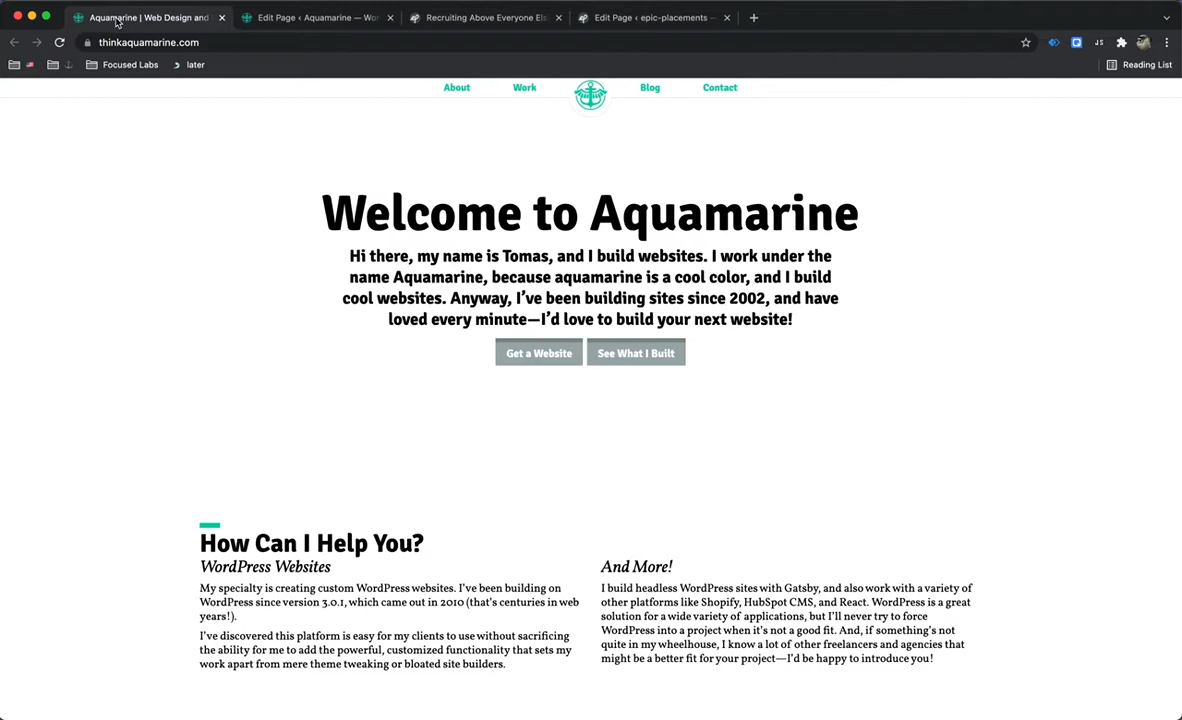 Aquamarine | Web Design and
Edit Page ‹ Aquamarine — Wor
Recruiting Above Everyone Els
Edit Page ‹ epic-placements —
thinkaquamarine.com
JS
Focused Labs
later
Reading List
About
Work
Blog
Contact
Welcome to Aquamarine
Hi there, my name is Tomas, and I build websites. I work under the
name Aquamarine, because aquamarine is a cool color, and I build
cool websites. Anyway, I’ve been building sites since 2002, and have
loved every minute—I’d love to build your next website!
Get a Website
See What I Built
How Can I Help You?
WordPress Websites
My specialty is creating custom WordPress websites. I’ve been building on
WordPress since version 3.0.1, which came out in 2010 (that’s centuries in web
years!).
I’ve discovered this platform is easy for my clients to use without sacrificing
the ability for me to add the powerful, customized functionality that sets my
work apart from mere theme tweaking or bloated site builders.
And More!
I build headless WordPress sites with Gatsby, and also work with a variety of
other platforms like Shopify, HubSpot CMS, and React. WordPress is a great
solution for a wide variety of applications, but I’ll never try to force
WordPress into a project when it’s not a good fit. And, if something’s not
quite in my wheelhouse, I know a lot of other freelancers and agencies that
might be a better fit for your project—I’d be happy to introduce you!